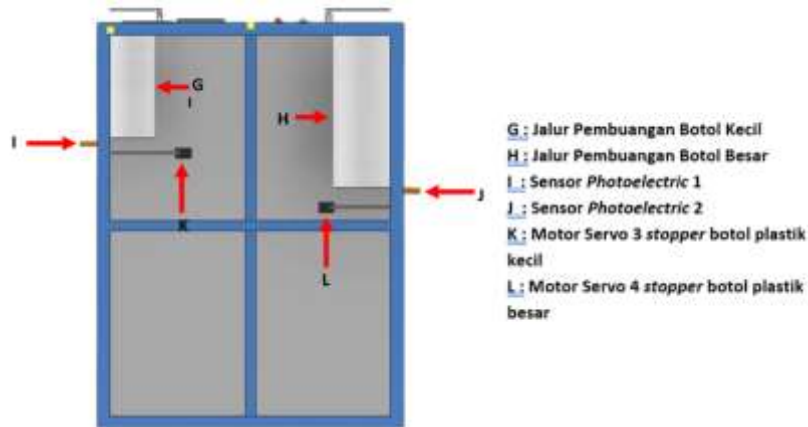 G
I
H
I
J
K
L
G : Jalur Pembuangan Botol Kecil
H : Jalur Pembuangan Botol Besar
I : Sensor Photoelectric 1
J : Sensor Photoelectric 2
K : Motor Servo 3 stopper botol plastik
kecil
L : Motor Servo 4 stopper botol plastik
besar